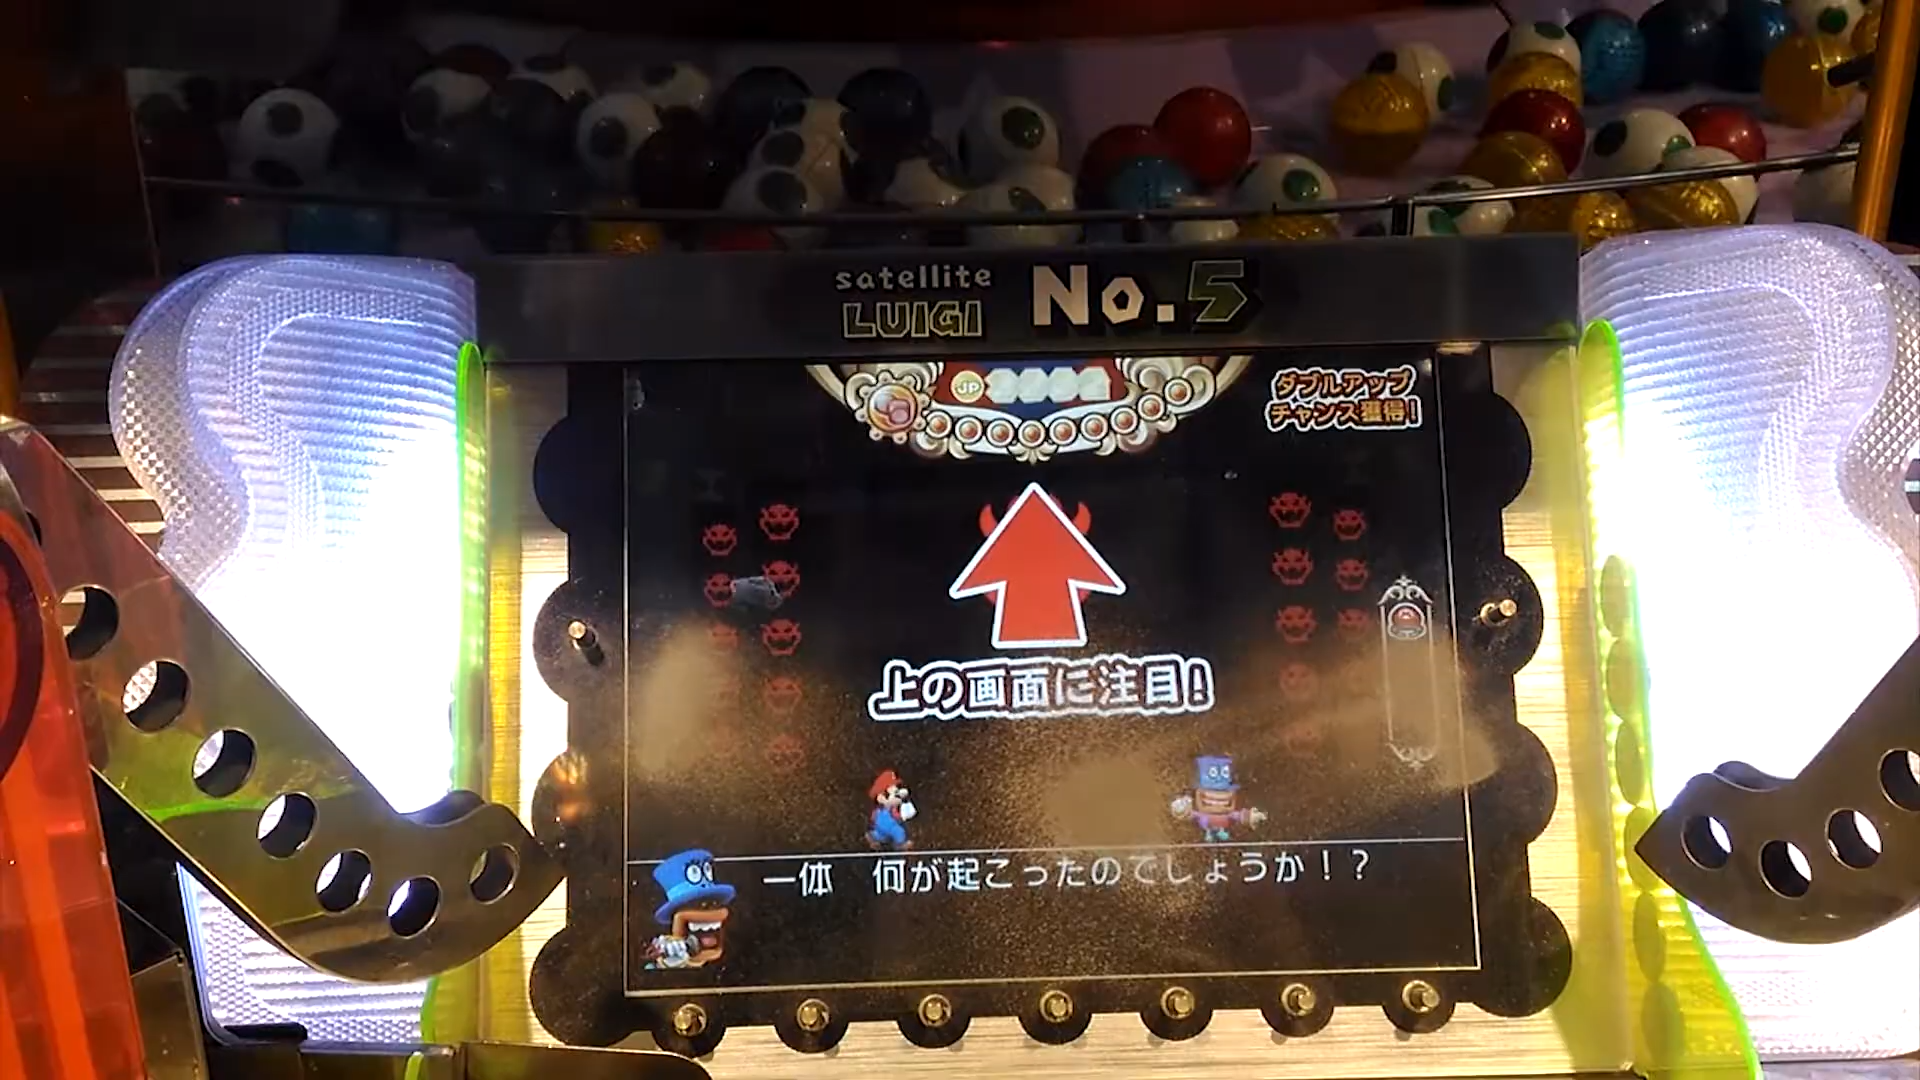 satellite
LUIGI
No.5
JP
ダブルアップ
チャンス獲得!
上の画面に注目!
一体 何が起こったのでしょうか!?